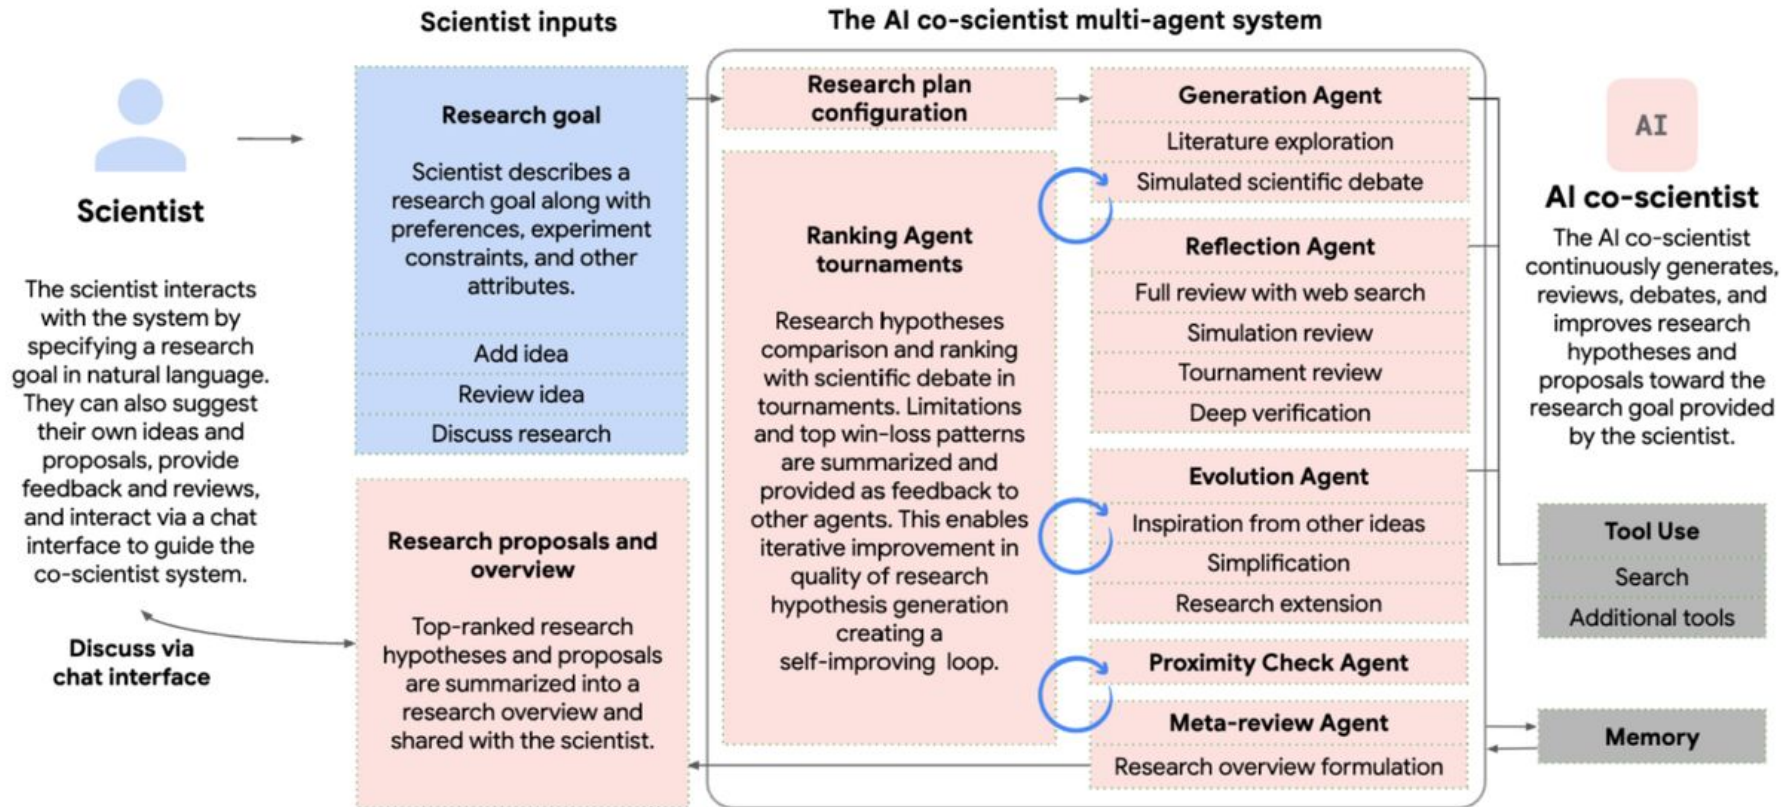 Scientist inputs
The AI co-scientist multi-agent system
Scientist
The scientist interacts
with the system by
specifying a research
goal in natural language.
They can also suggest
their own ideas and
proposals, provide
feedback and reviews,
and interact via a chat
interface to guide the
co-scientist system.
Discuss via
chat interface
Research goal
Scientist describes a
research goal along with
preferences, experiment
constraints, and other
attributes.
Add idea
Review idea
Discuss research
Research proposals and
overview
Top-ranked research
hypotheses and proposals
are summarized into a
research overview and
shared with the scientist.
Research plan
configuration
Ranking Agent
tournaments
Research hypotheses
comparison and ranking
with scientific debate in
tournaments. Limitations
and top win-loss patterns
are summarized and
provided as feedback to
other agents. This enables
iterative improvement in
quality of research
hypothesis generation
creating a
self-improving loop.
Generation Agent
Literature exploration
Simulated scientific debate
Reflection Agent
Full review with web search
Simulation review
Tournament review
Deep verification
Evolution Agent
Inspiration from other ideas
Simplification
Research extension
Proximity Check Agent
Meta-review Agent
Research overview formulation
AI
AI co-scientist
The AI co-scientist
continuously generates,
reviews, debates, and
improves research
hypotheses and
proposals toward the
research goal provided
by the scientist.
Tool Use
Search
Additional tools
Memory